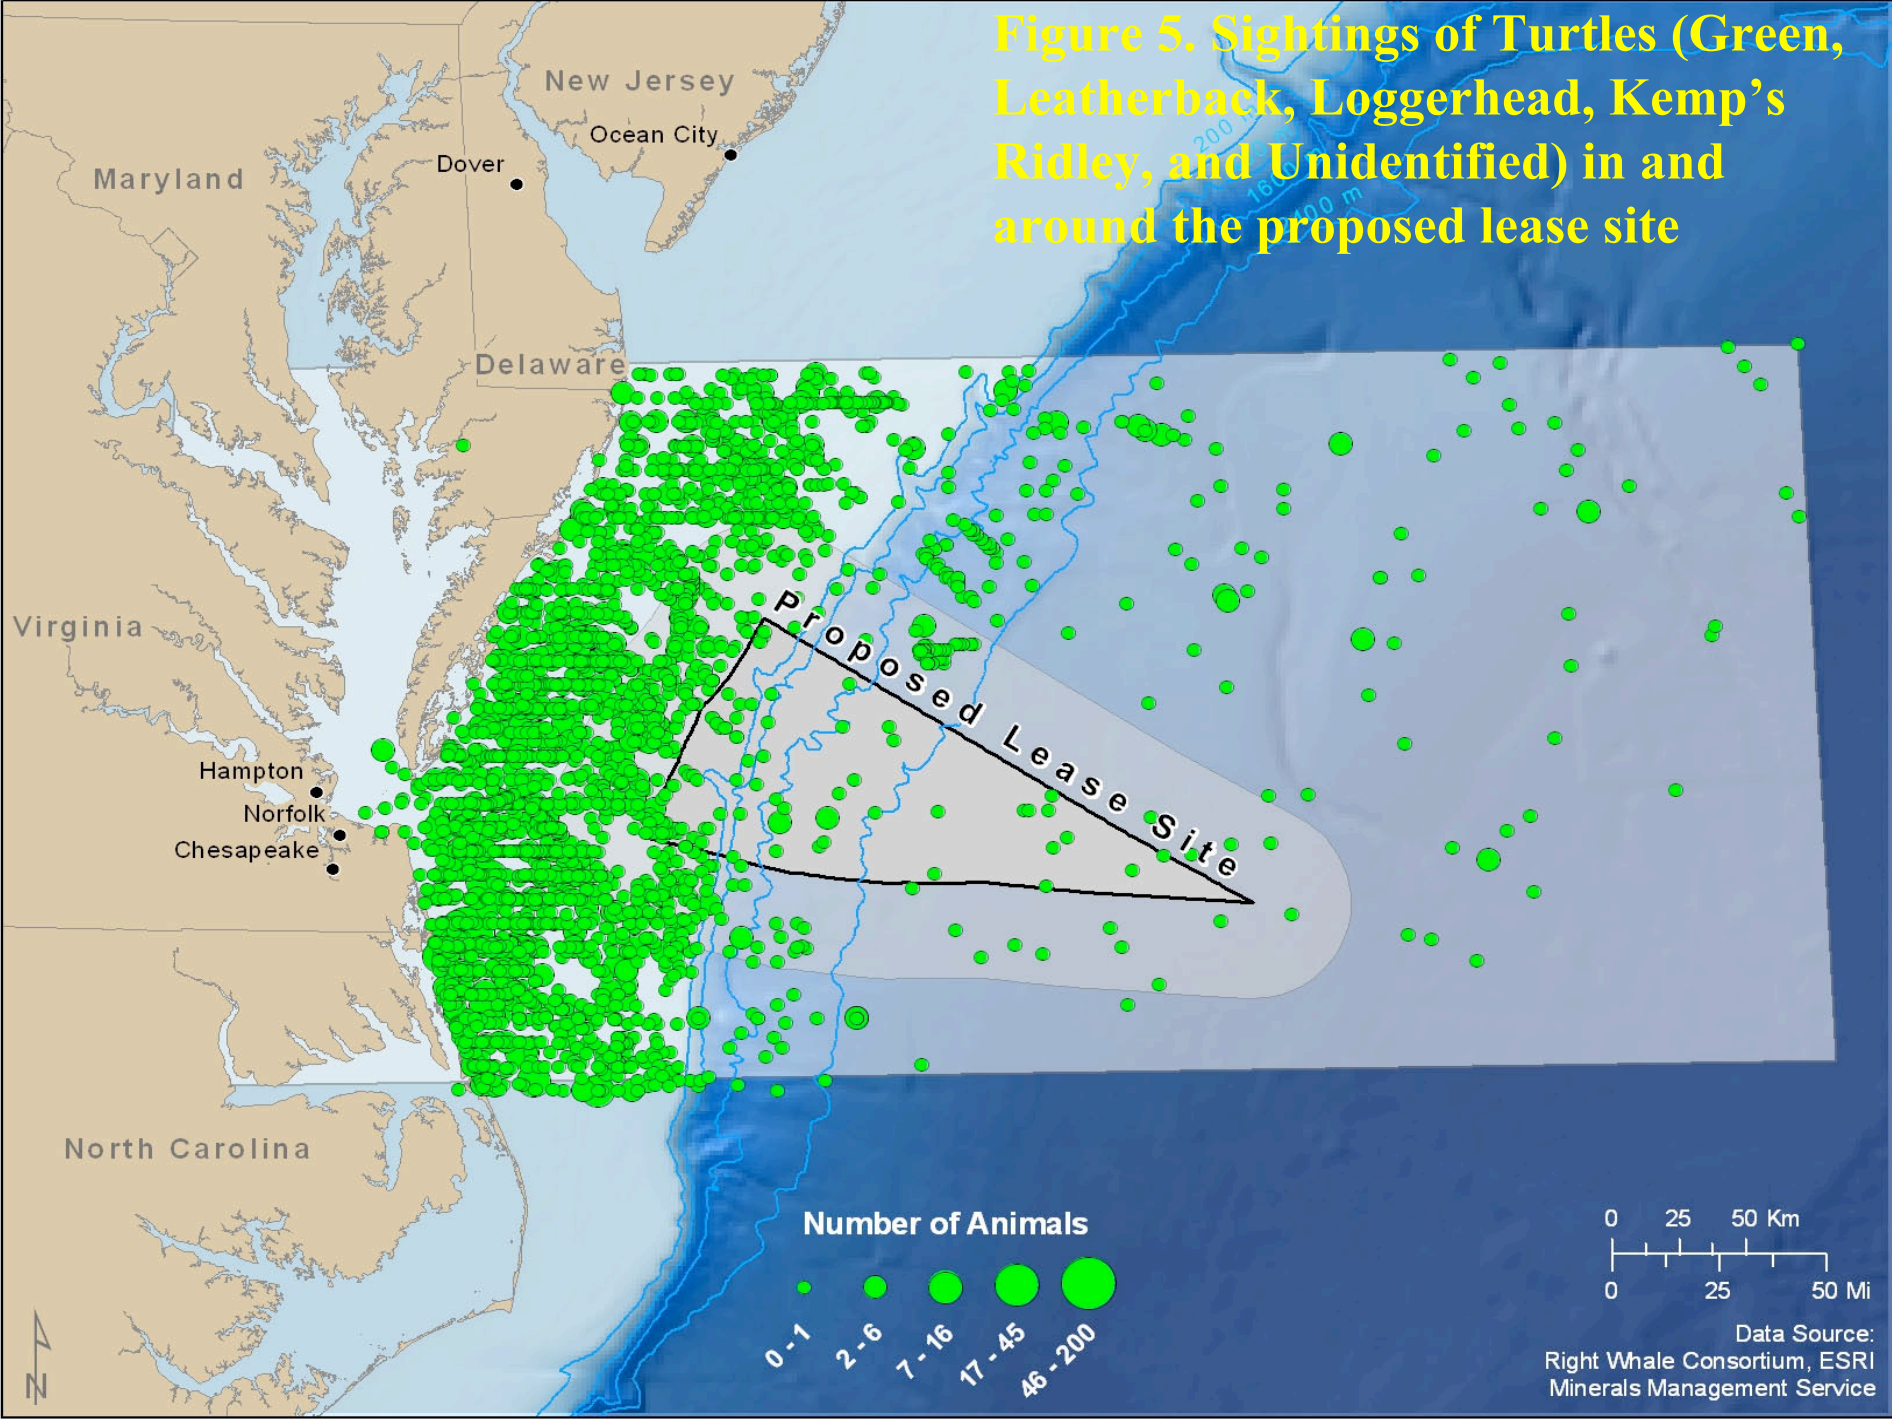 Figure 5. Sightings of Turtles (Green,
Leatherback, Loggerhead, Kemp's
Ridley, and Unidentified) in and
around the proposed lease site
New Jersey
Ocean City
Dover
Maryland
200 m
1600 m
2400 m
Delaware
Virginia
Proposed Lease Site
Hampton
Norfolk
Chesapeake
North Carolina
Number of Animals
0 - 1
2 - 6
7 - 16
17 - 45
46 - 200
0 25 50 Km
0 25 50 Mi
Data Source:
Right Whale Consortium, ESRI
Minerals Management Service
N